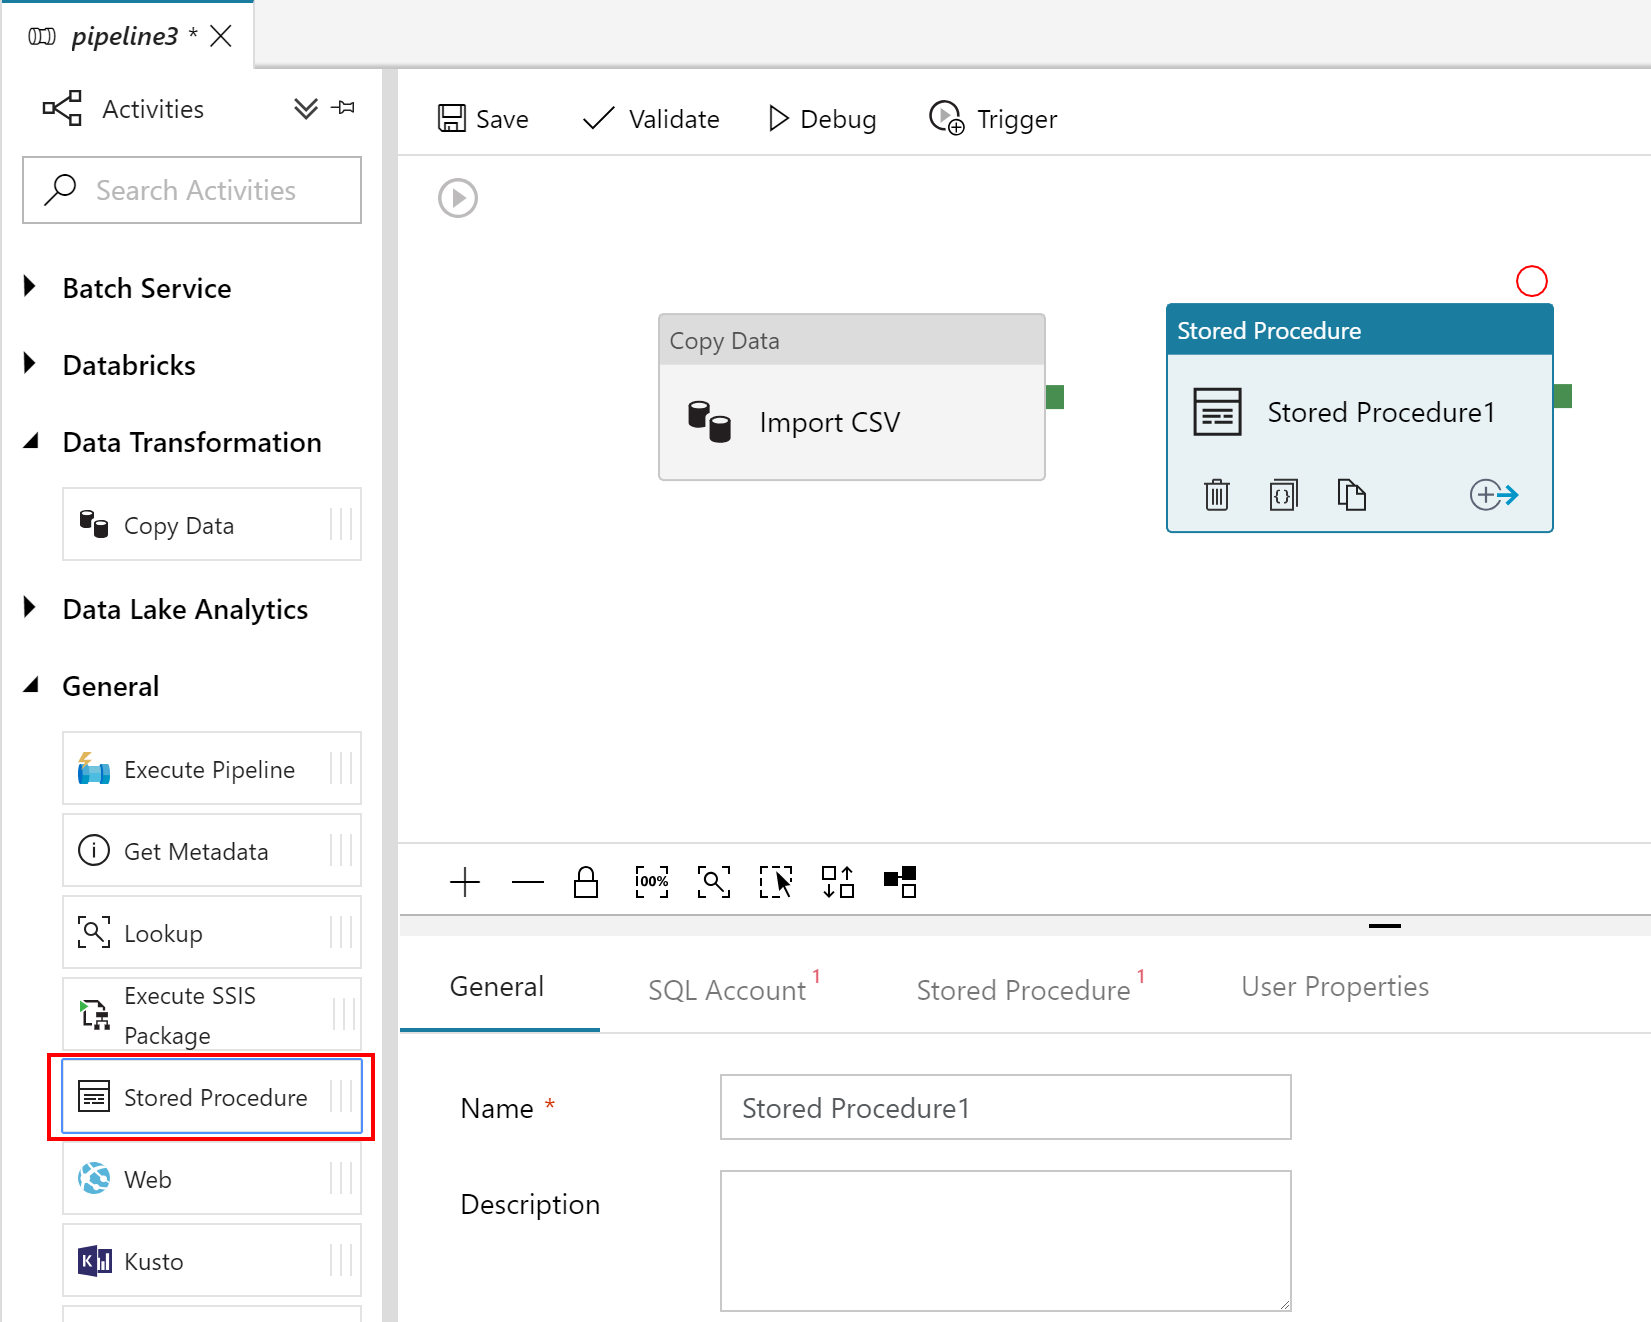 pipeline3 *
Activities
Search Activities
Batch Service
Databricks
Data Transformation
Copy Data
Data Lake Analytics
General
Execute Pipeline
Get Metadata
Lookup
Execute SSIS
Package
Stored Procedure
Web
Kusto
Save
Validate
Debug
Trigger
Copy Data
Import CSV
Stored Procedure
Stored Procedure1
{}
00%
General
SQL Account 1
Stored Procedure 1
User Properties
Name *
Stored Procedure1
Description